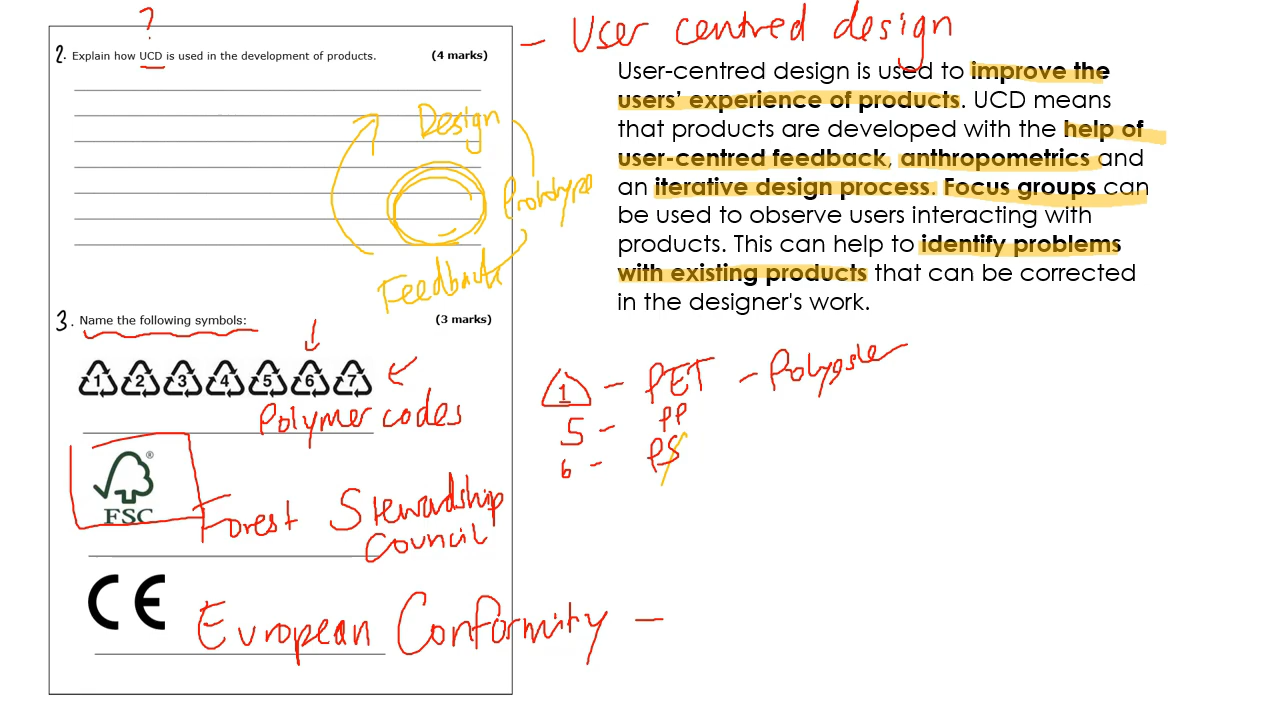 ?
2. Explain how UCD is used in the development of products. (4 marks)
- User centred design
User-centred design is used to improve the
users' experience of products. UCD means
that products are developed with the help of
user-centred feedback, anthropometrics and
an iterative design process. Focus groups can
be used to observe users interacting with
products. This can help to identify problems
with existing products that can be corrected
in the designer's work.
Design
Prototype
Feedback
3. Name the following symbols: (3 marks)
1 2 3 4 5 6 7
Polymer codes
®
FSC
Forest Stewardship
Council
CE
European Conformity -
1 - PET - Polyester
5 - PP
6 - PS